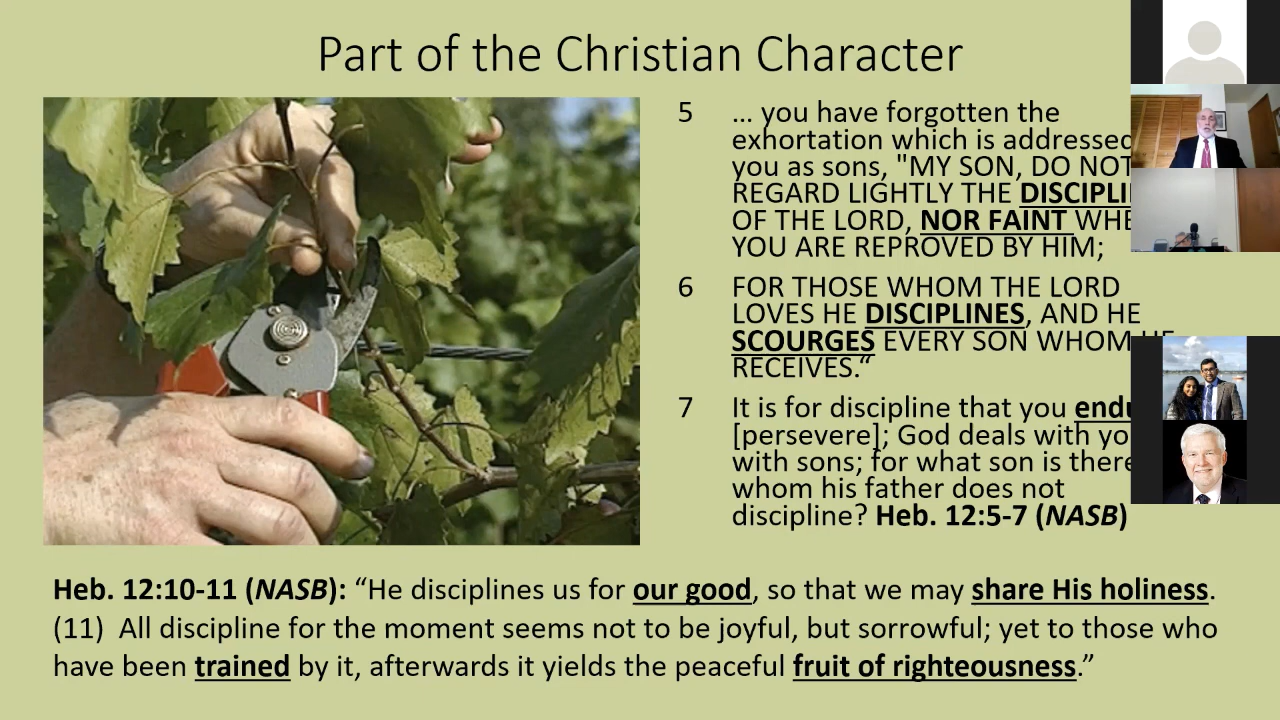 Part of the Christian Character
5 … you have forgotten the
exhortation which is addressed
you as sons, "MY SON, DO NOT
REGARD LIGHTLY THE
OF THE LORD, NOR FAINT
YOU ARE REPROVED BY HIM;
6 FOR THOSE WHOM THE LORD
LOVES HE DISCIPLINES, AND HE
SCOURGES EVERY SON WHOM HE
RECEIVES.“
7 It is for discipline that you
[persevere]; God deals with
with sons; for what son is there
whom his father does not
discipline? Heb. 12:5-7 (NASB)
Heb. 12:10-11 (NASB): “He disciplines us for our good, so that we may share His holiness.
(11) All discipline for the moment seems not to be joyful, but sorrowful; yet to those who
have been trained by it, afterwards it yields the peaceful fruit of righteousness.”